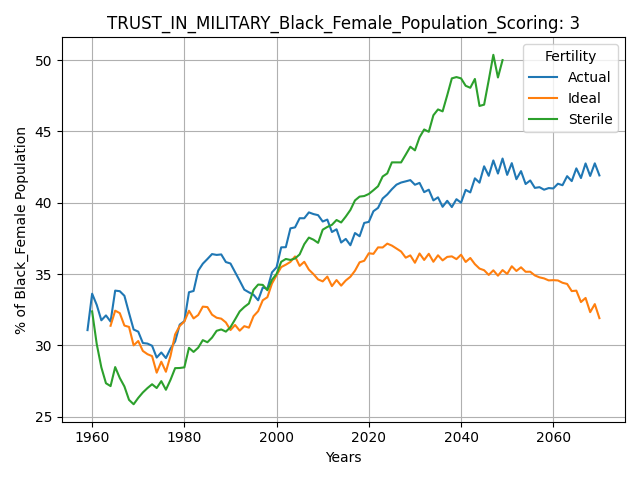 TRUST_IN_MILITARY_Black_Female_Population_Scoring: 3
% of Black_Female Population
50
45
40
35
30
25
1960
1980
2000
2020
2040
2060
Years
Fertility
Actual
Ideal
Sterile